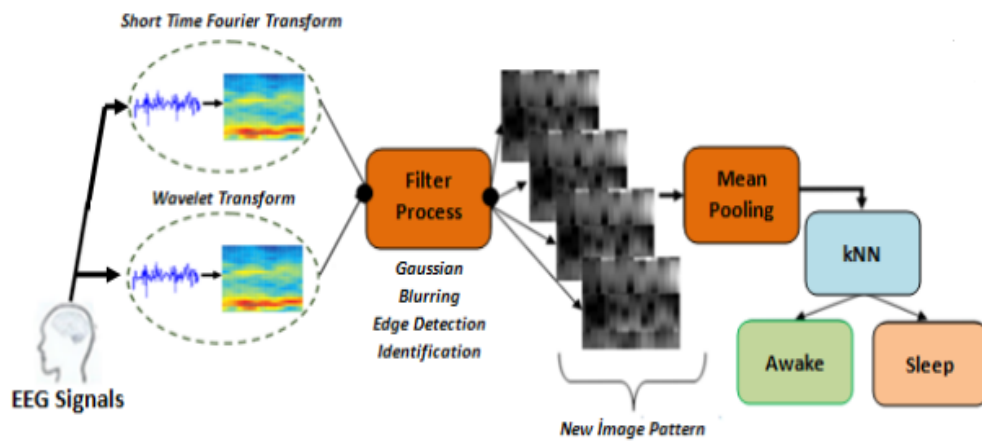 Short Time Fourier Transform
Wavelet Transform
EEG Signals
Filter
Process
Gaussian
Blurring
Edge Detection
Identification
New İmage Pattern
Mean
Pooling
kNN
Awake
Sleep